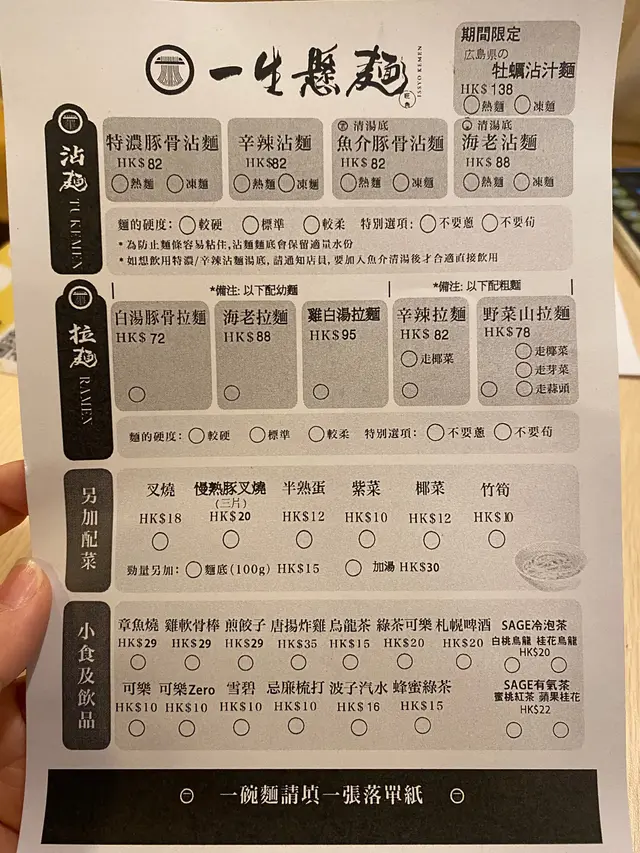 一生懸麵
ISSYO KEMEN
期間限定
広島県の
牡蠣沾汁麵
HK$ 138
熱麵 凍麵
沾麵 TUKEMEN
特濃豚骨沾麵
HK$ 82
熱麵 凍麵
辛辣沾麵
HK$82
熱麵 凍麵
清湯底
魚介豚骨沾麵
HK$ 82
熱麵 凍麵
清湯底
海老沾麵
HK$ 88
熱麵 凍麵
麵的硬度: 較硬 標準 較柔 特別選項: 不要蔥 不要筍
*為防止麵條容易粘住,沾麵麵底會保留適量水份
*如想飲用特濃/辛辣沾麵湯底, 請通知店員, 要加入魚介清湯後才合適直接飲用
拉麵 RAMEN
*備注: 以下配幼麵 *備注: 以下配粗麵
白湯豚骨拉麵
HK$ 72
海老拉麵
HK$ 88
雞白湯拉麵
HK$ 95
辛辣拉麵
HK$ 82
走椰菜
野菜山拉麵
HK$ 78
走椰菜
走芽菜
走蒜頭
麵的硬度: 較硬 標準 較柔 特別選項: 不要蔥 不要筍
另加配菜
叉燒 慢熟豚叉燒 半熟蛋 紫菜 椰菜 竹筍
(三片)
HK$18 HK$20 HK$12 HK$10 HK$12 HK$10
勁量另加: 麵底(100g) HK$15 加湯 HK$30
小食及飲品
章魚燒 雞軟骨棒 煎餃子 唐揚炸雞 烏龍茶 綠茶可樂 札幌啤酒 SAGE冷泡茶
白桃烏龍 桂花烏龍
HK$29 HK$29 HK$29 HK$35 HK$15 HK$20 HK$20 HK$20
可樂 可樂Zero 雪碧 忌廉梳打 波子汽水 蜂蜜綠茶 SAGE有氣茶
蜜桃紅茶 蘋果桂花
HK$10 HK$10 HK$10 HK$10 HK$16 HK$15 HK$22
一碗麵請填一張落單紙